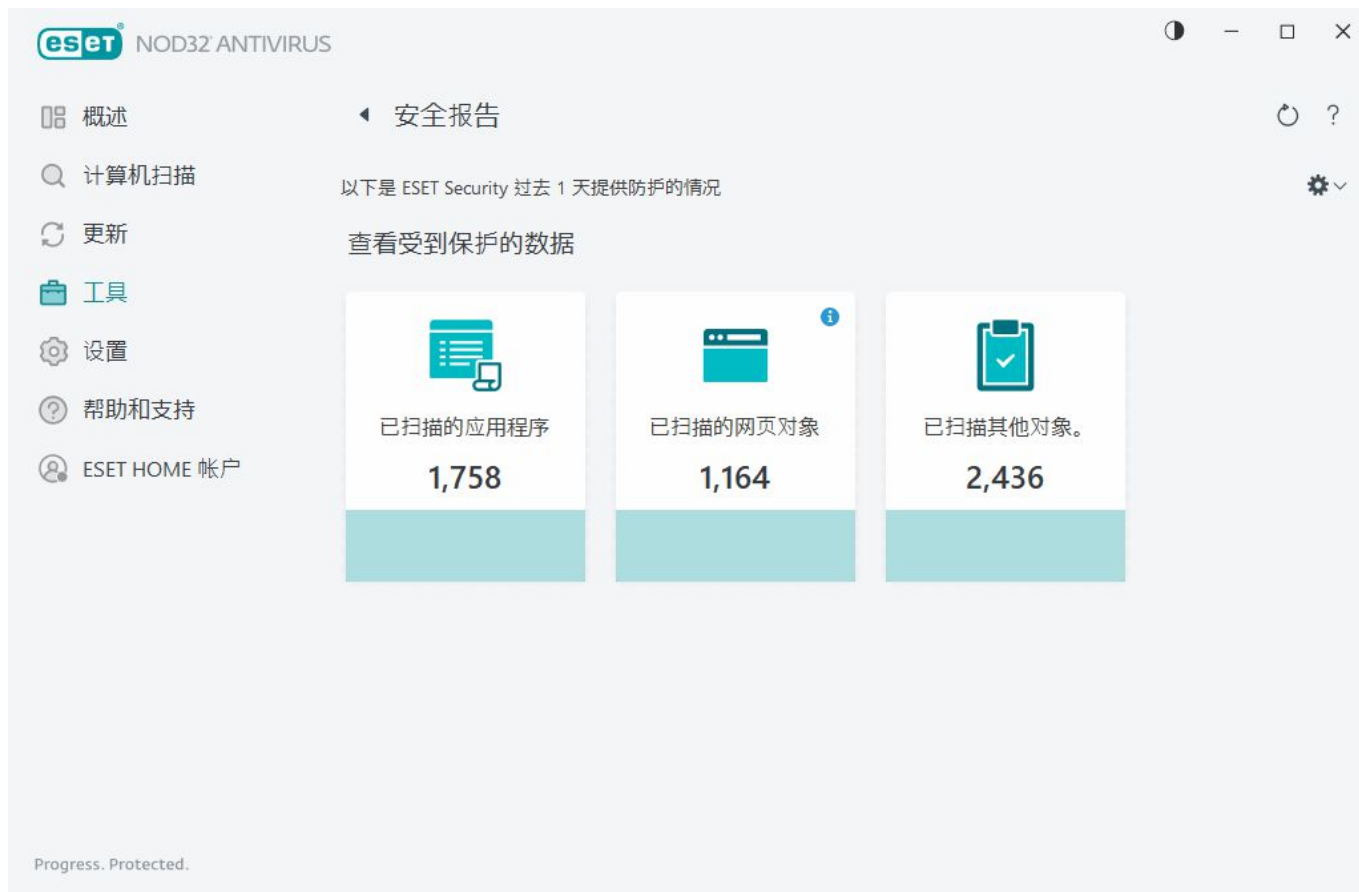 eset® NOD32® ANTIVIRUS
概述
计算机扫描
更新
工具
设置
帮助和支持
ESET HOME 帐户
安全报告
?
以下是 ESET Security 过去 1 天提供防护的情况
查看受到保护的数据
已扫描的应用程序
1,758
已扫描的网页对象
1,164
已扫描其他对象。
2,436
Progress. Protected.